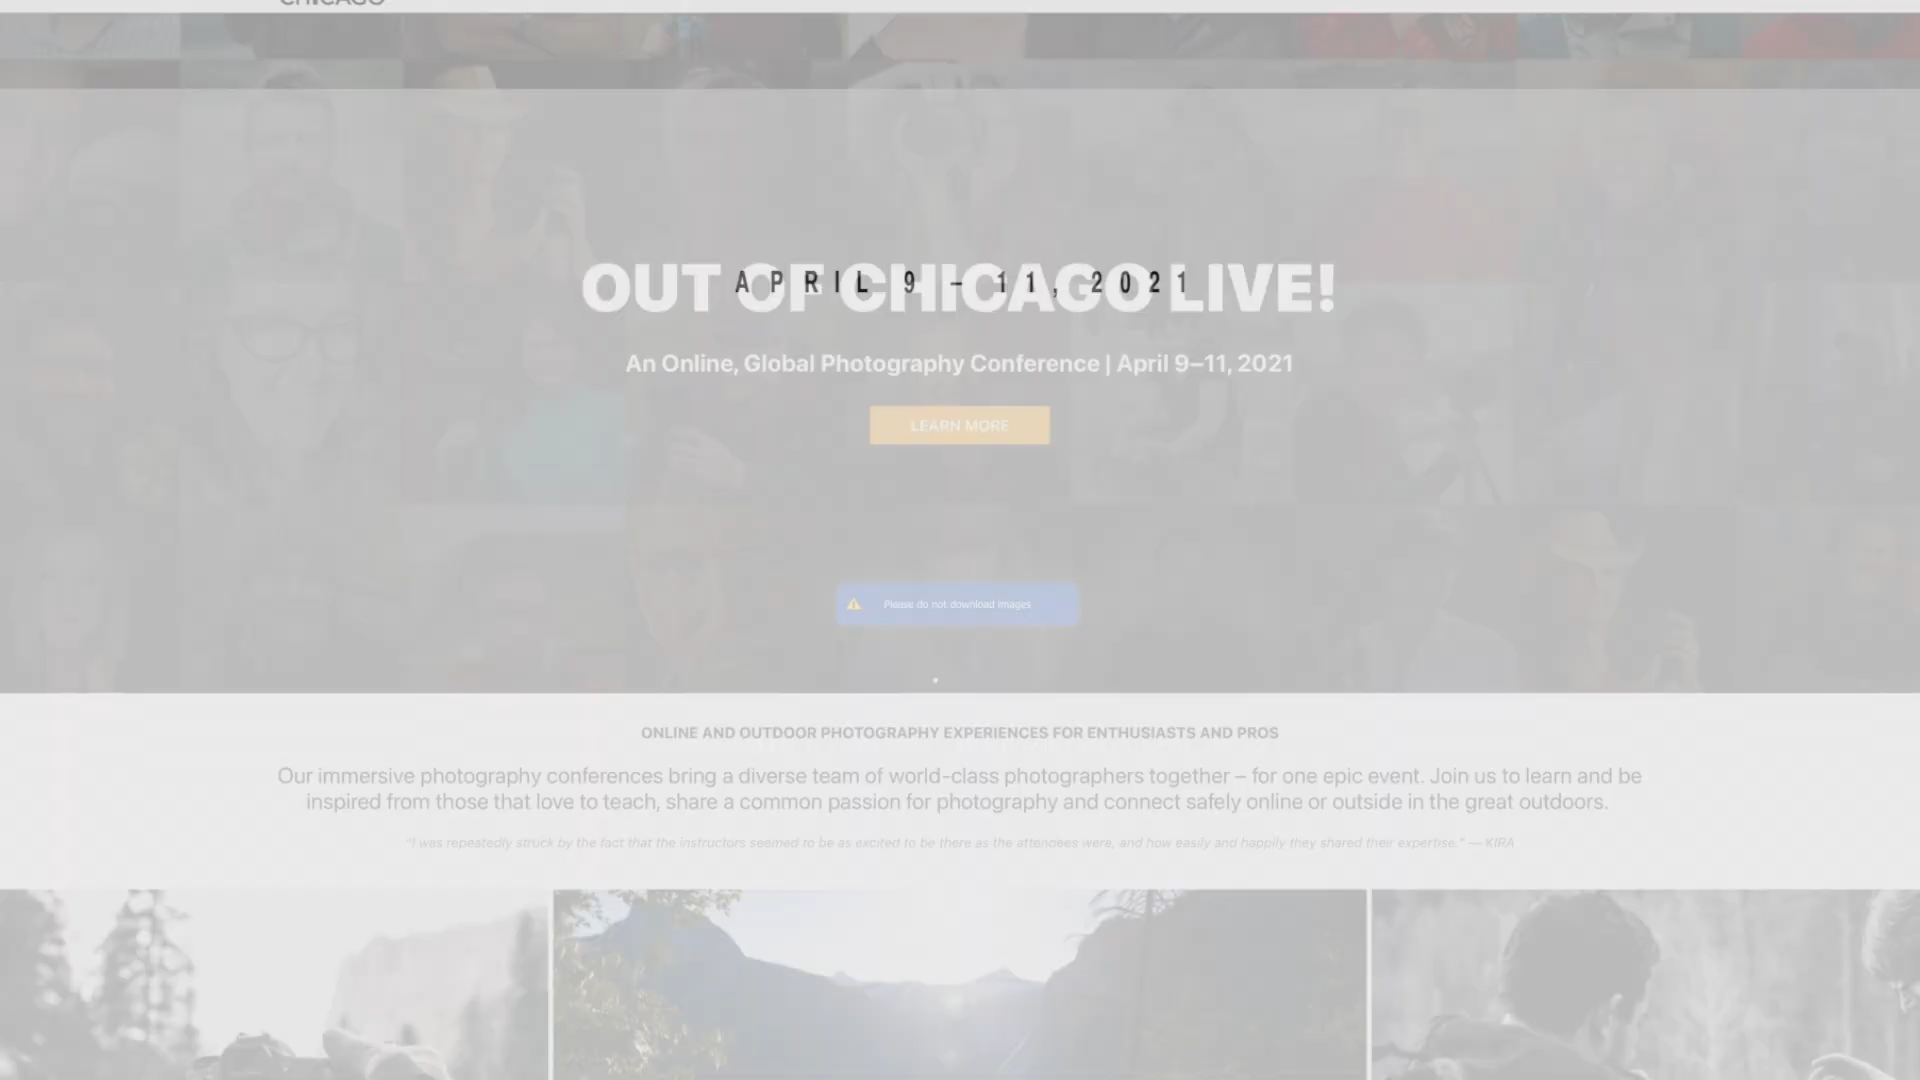 CHICAGO
OUT OF CHICAGO LIVE!
APRIL 9 – 11, 2021
An Online, Global Photography Conference | April 9–11, 2021
LEARN MORE
Please do not download images
ONLINE AND OUTDOOR PHOTOGRAPHY EXPERIENCES FOR ENTHUSIASTS AND PROS
Our immersive photography conferences bring a diverse team of world-class photographers together – for one epic event. Join us to learn and be
inspired from those that love to teach, share a common passion for photography and connect safely online or outside in the great outdoors.
"I was repeatedly struck by the fact that the instructors seemed to be as excited to be there as the attendees were, and how easily and happily they shared their expertise." — KIRA